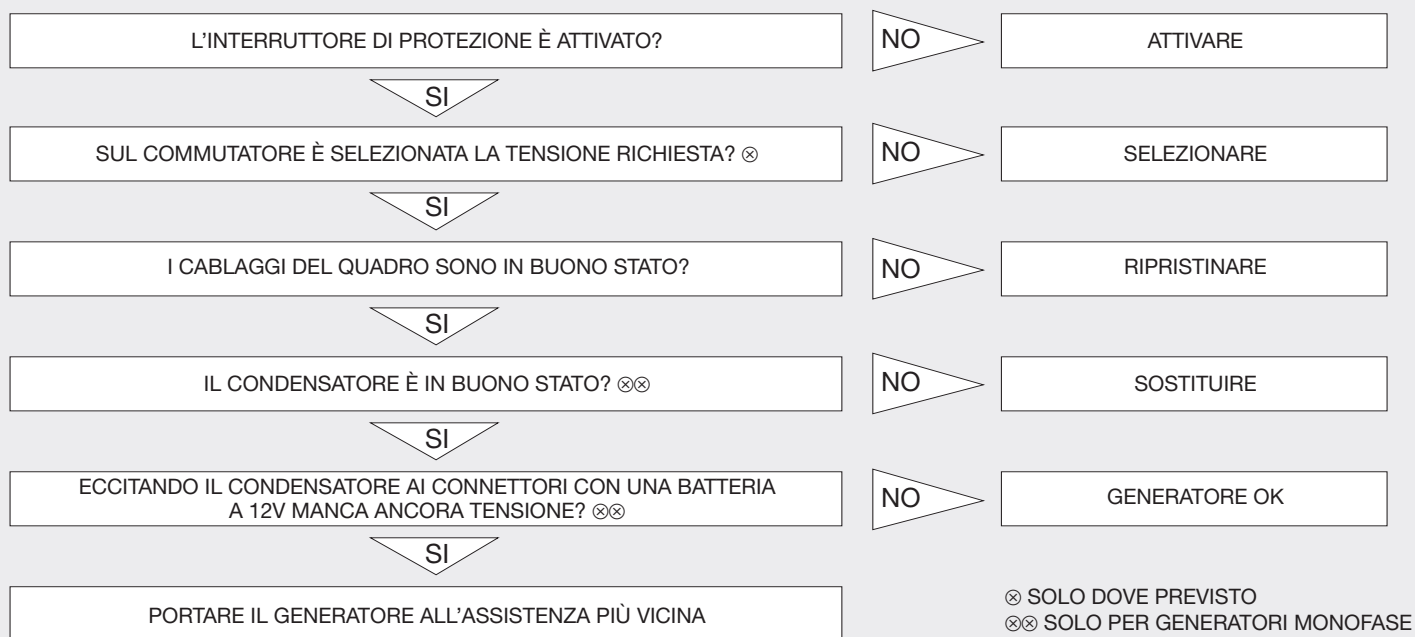 L’INTERRUTTORE DI PROTEZIONE È ATTIVATO?
NO
ATTIVARE
SI
SUL COMMUTATORE È SELEZIONATA LA TENSIONE RICHIESTA? ⊗
NO
SELEZIONARE
SI
I CABLAGGI DEL QUADRO SONO IN BUONO STATO?
NO
RIPRISTINARE
SI
IL CONDENSATORE È IN BUONO STATO? ⊗⊗
NO
SOSTITUIRE
SI
ECCITANDO IL CONDENSATORE AI CONNETTORI CON UNA BATTERIA
A 12V MANCA ANCORA TENSIONE? ⊗⊗
NO
GENERATORE OK
SI
PORTARE IL GENERATORE ALL’ASSISTENZA PIÙ VICINA
⊗ SOLO DOVE PREVISTO
⊗⊗ SOLO PER GENERATORI MONOFASE